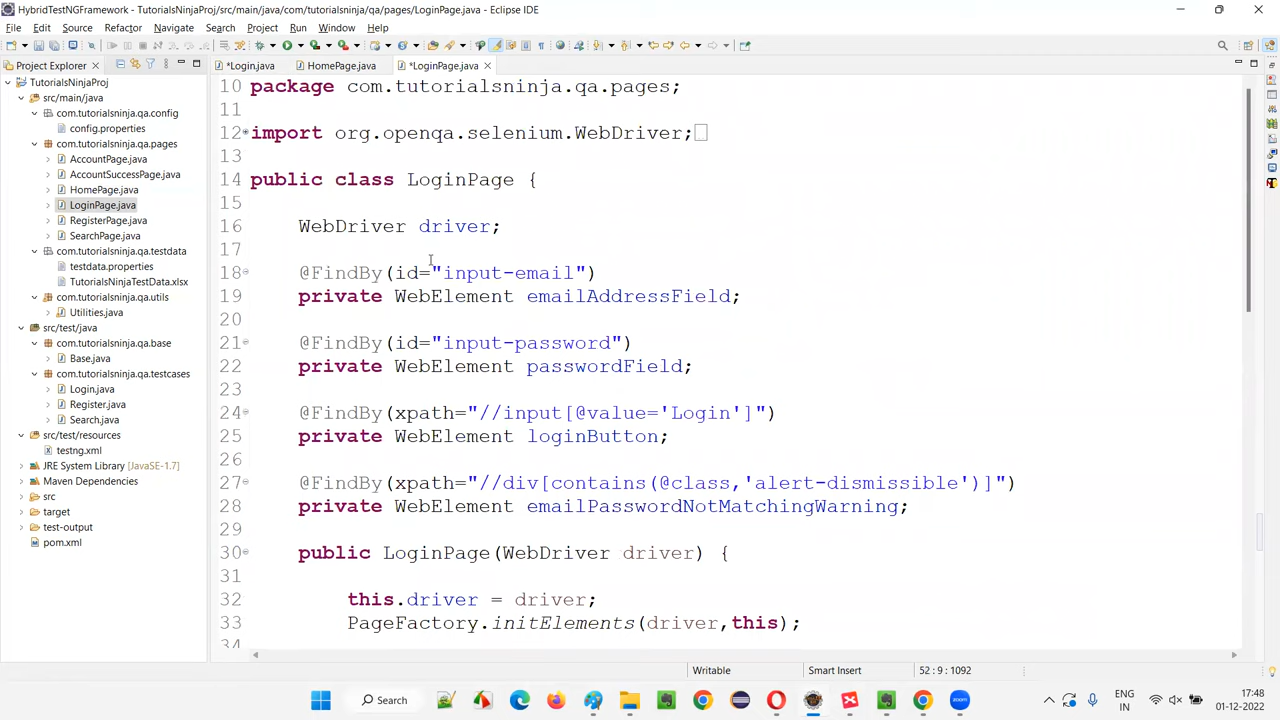 HybridTestNGFramework - TutorialsNinjaProj/src/main/java/com/tutorialsninja/qa/pages/LoginPage.java - Eclipse IDE
File Edit Source Refactor Navigate Search Project Run Window Help
Project Explorer
*Login.java HomePage.java *LoginPage.java
TutorialsNinjaProj
src/main/java
com.tutorialsninja.qa.config
config.properties
com.tutorialsninja.qa.pages
AccountPage.java
AccountSuccessPage.java
HomePage.java
LoginPage.java
RegisterPage.java
SearchPage.java
com.tutorialsninja.qa.testdata
testdata.properties
TutorialsNinjaTestData.xlsx
com.tutorialsninja.qa.utils
Utilities.java
src/test/java
com.tutorialsninja.qa.base
Base.java
com.tutorialsninja.qa.testcases
Login.java
Register.java
Search.java
src/test/resources
testng.xml
JRE System Library [JavaSE-1.7]
Maven Dependencies
src
target
test-output
pom.xml
10 package com.tutorialsninja.qa.pages;
11
12 import org.openqa.selenium.WebDriver;
13
14 public class LoginPage {
15
16 WebDriver driver;
17
18 @FindBy(id="input-email")
19 private WebElement emailAddressField;
20
21 @FindBy(id="input-password")
22 private WebElement passwordField;
23
24 @FindBy(xpath="//input[@value='Login']")
25 private WebElement loginButton;
26
27 @FindBy(xpath="//div[contains(@class,'alert-dismissible')]")
28 private WebElement emailPasswordNotMatchingWarning;
29
30 public LoginPage(WebDriver driver) {
31
32 this.driver = driver;
33 PageFactory.initElements(driver,this);
34
Writable Smart Insert 52 : 9 : 1092
Search
ENG
IN
17:48
01-12-2022